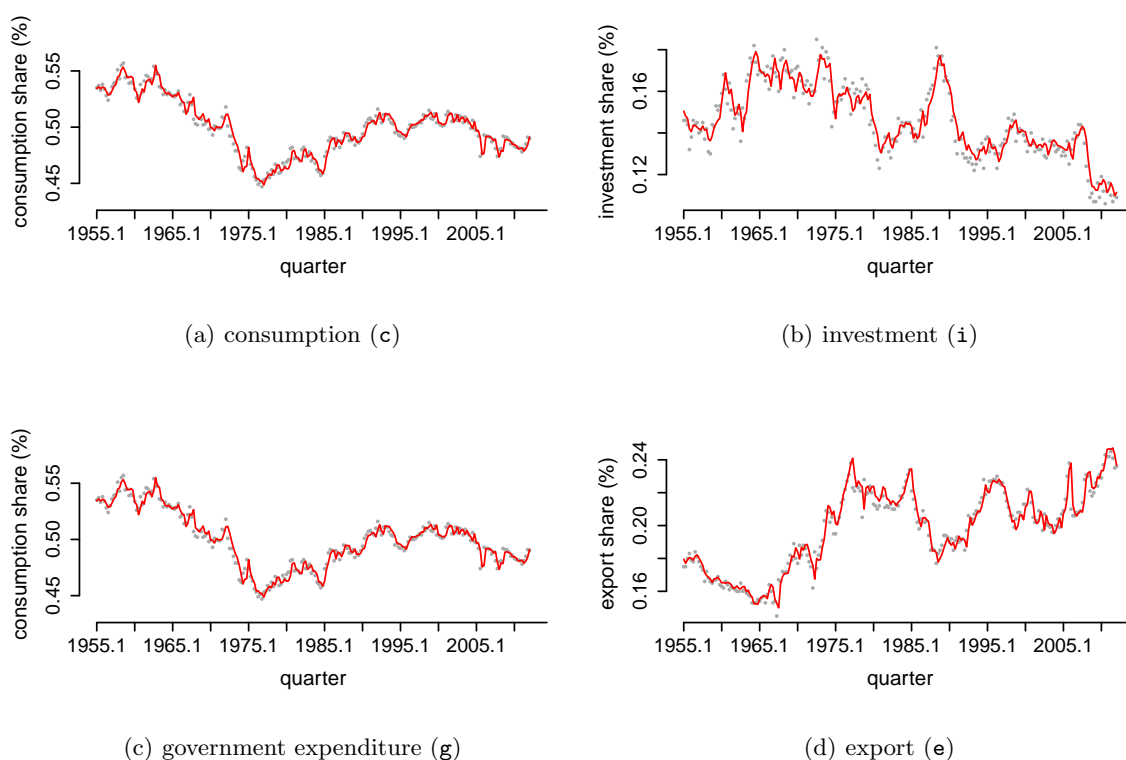 consumption share (%)
0.55
0.50
0.45
1955.1 1965.1 1975.1 1985.1 1995.1 2005.1
quarter
(a) consumption (c)
investment share (%)
0.16
0.12
1955.1 1965.1 1975.1 1985.1 1995.1 2005.1
quarter
(b) investment (i)
consumption share (%)
0.55
0.50
0.45
1955.1 1965.1 1975.1 1985.1 1995.1 2005.1
quarter
(c) government expenditure (g)
export share (%)
0.24
0.20
0.16
1955.1 1965.1 1975.1 1985.1 1995.1 2005.1
quarter
(d) export (e)